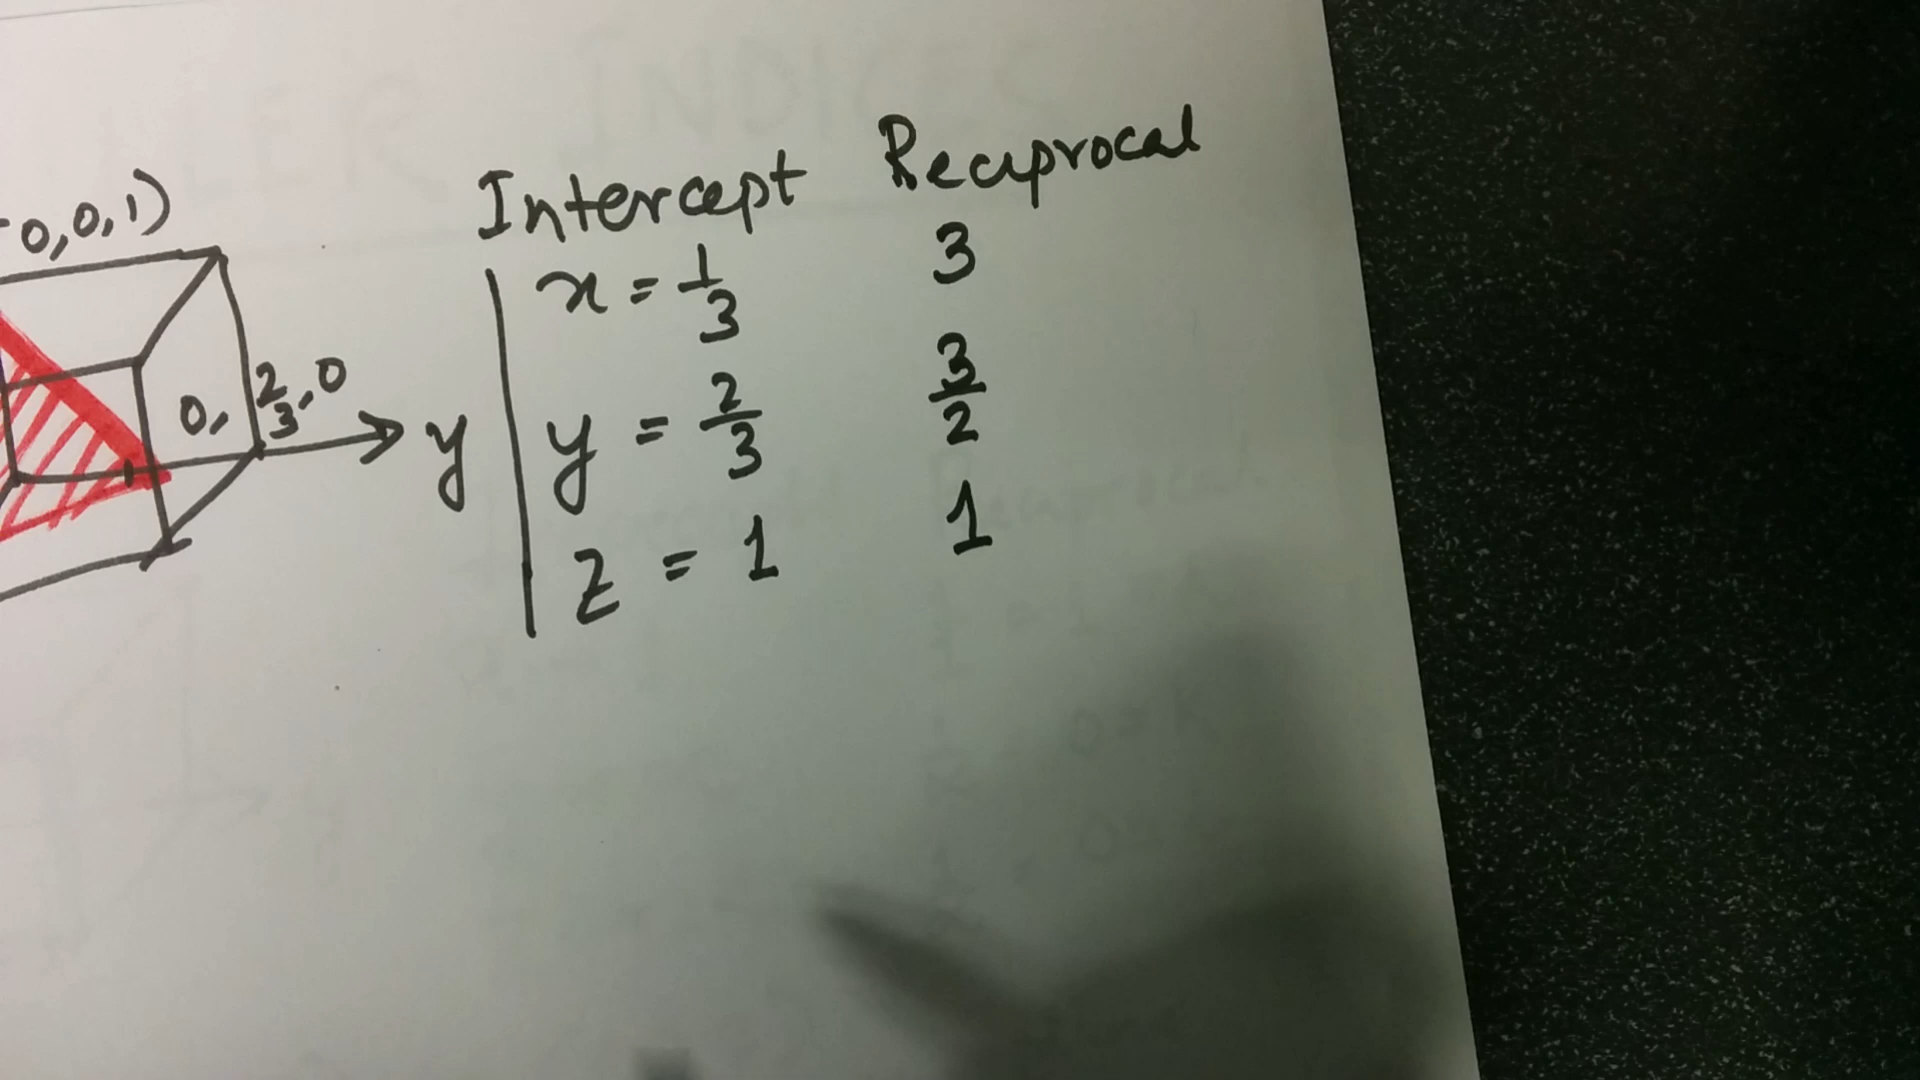 Intercept Reciprocal
0,0,1)
x = 1/3 3
0, 2/3, 0
y
y = 2/3 3/2
z = 1 1